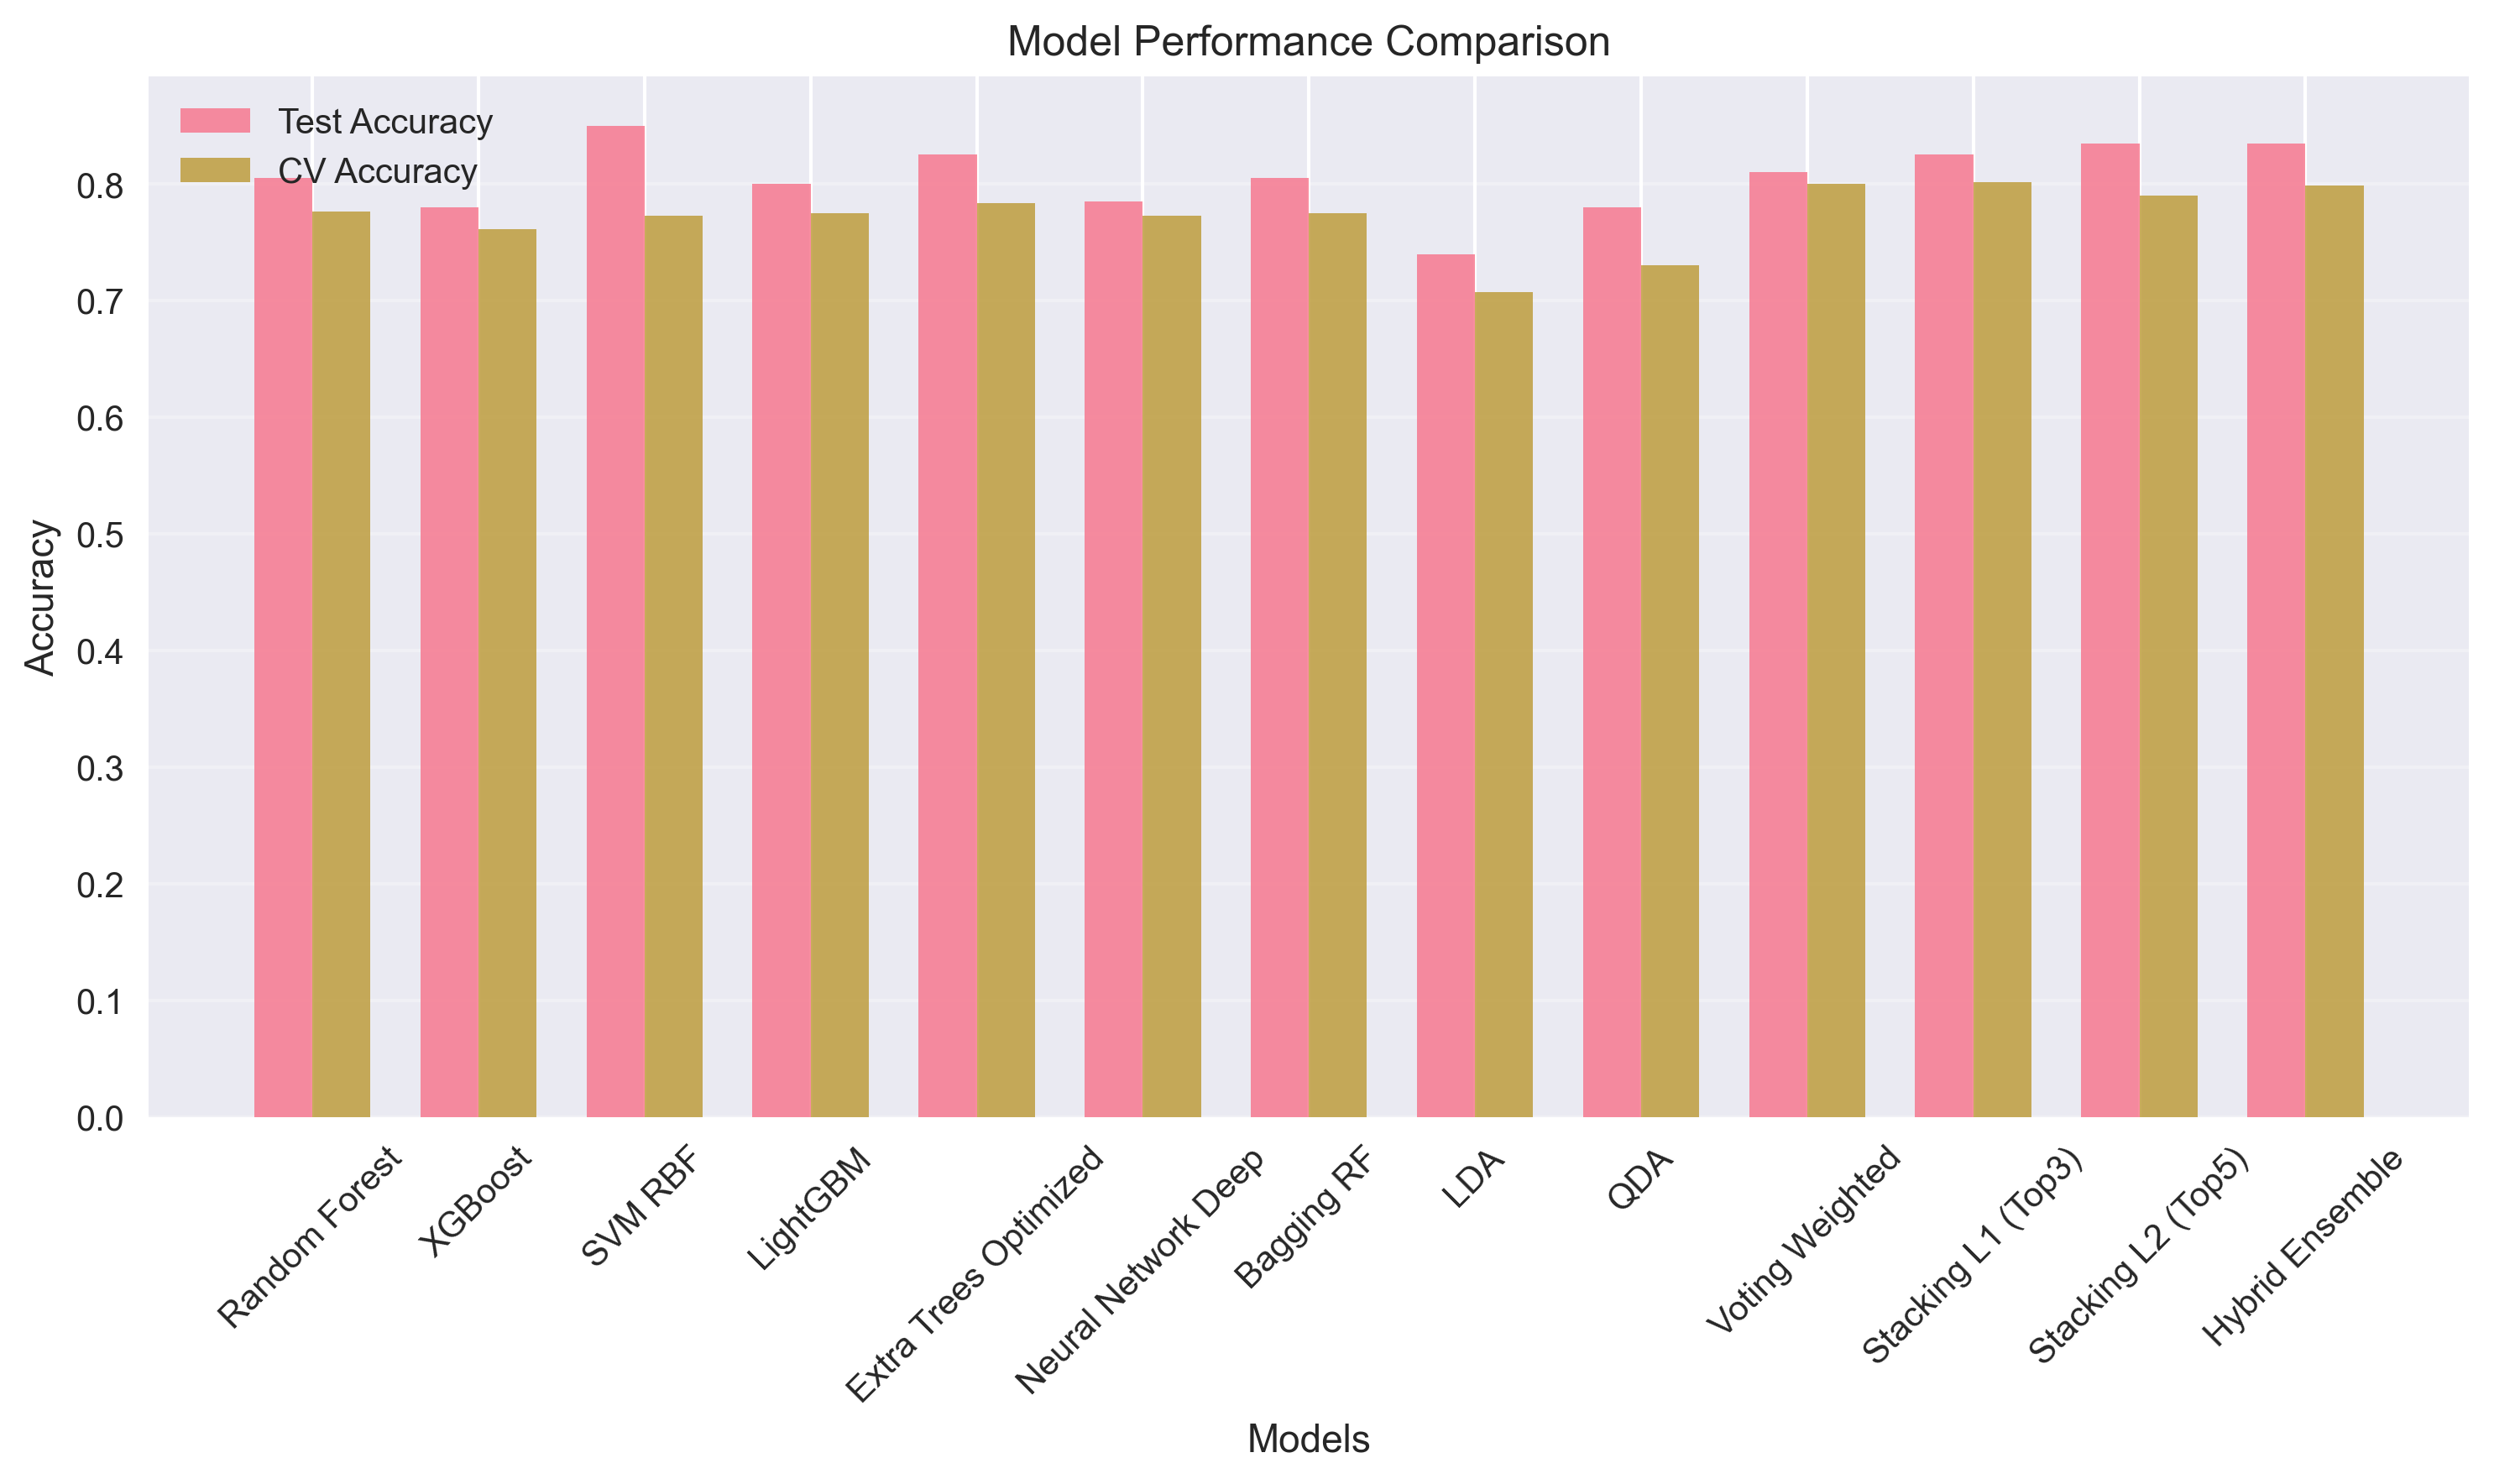 Model Performance Comparison
Test Accuracy
CV Accuracy
Accuracy
0.8
0.7
0.6
0.5
0.4
0.3
0.2
0.1
0.0
Random Forest
XGBoost
SVM RBF
LightGBM
Extra Trees Optimized
Neural Network Deep
Bagging RF
LDA
QDA
Voting Weighted
Stacking L1 (Top3)
Stacking L2 (Top5)
Hybrid Ensemble
Models